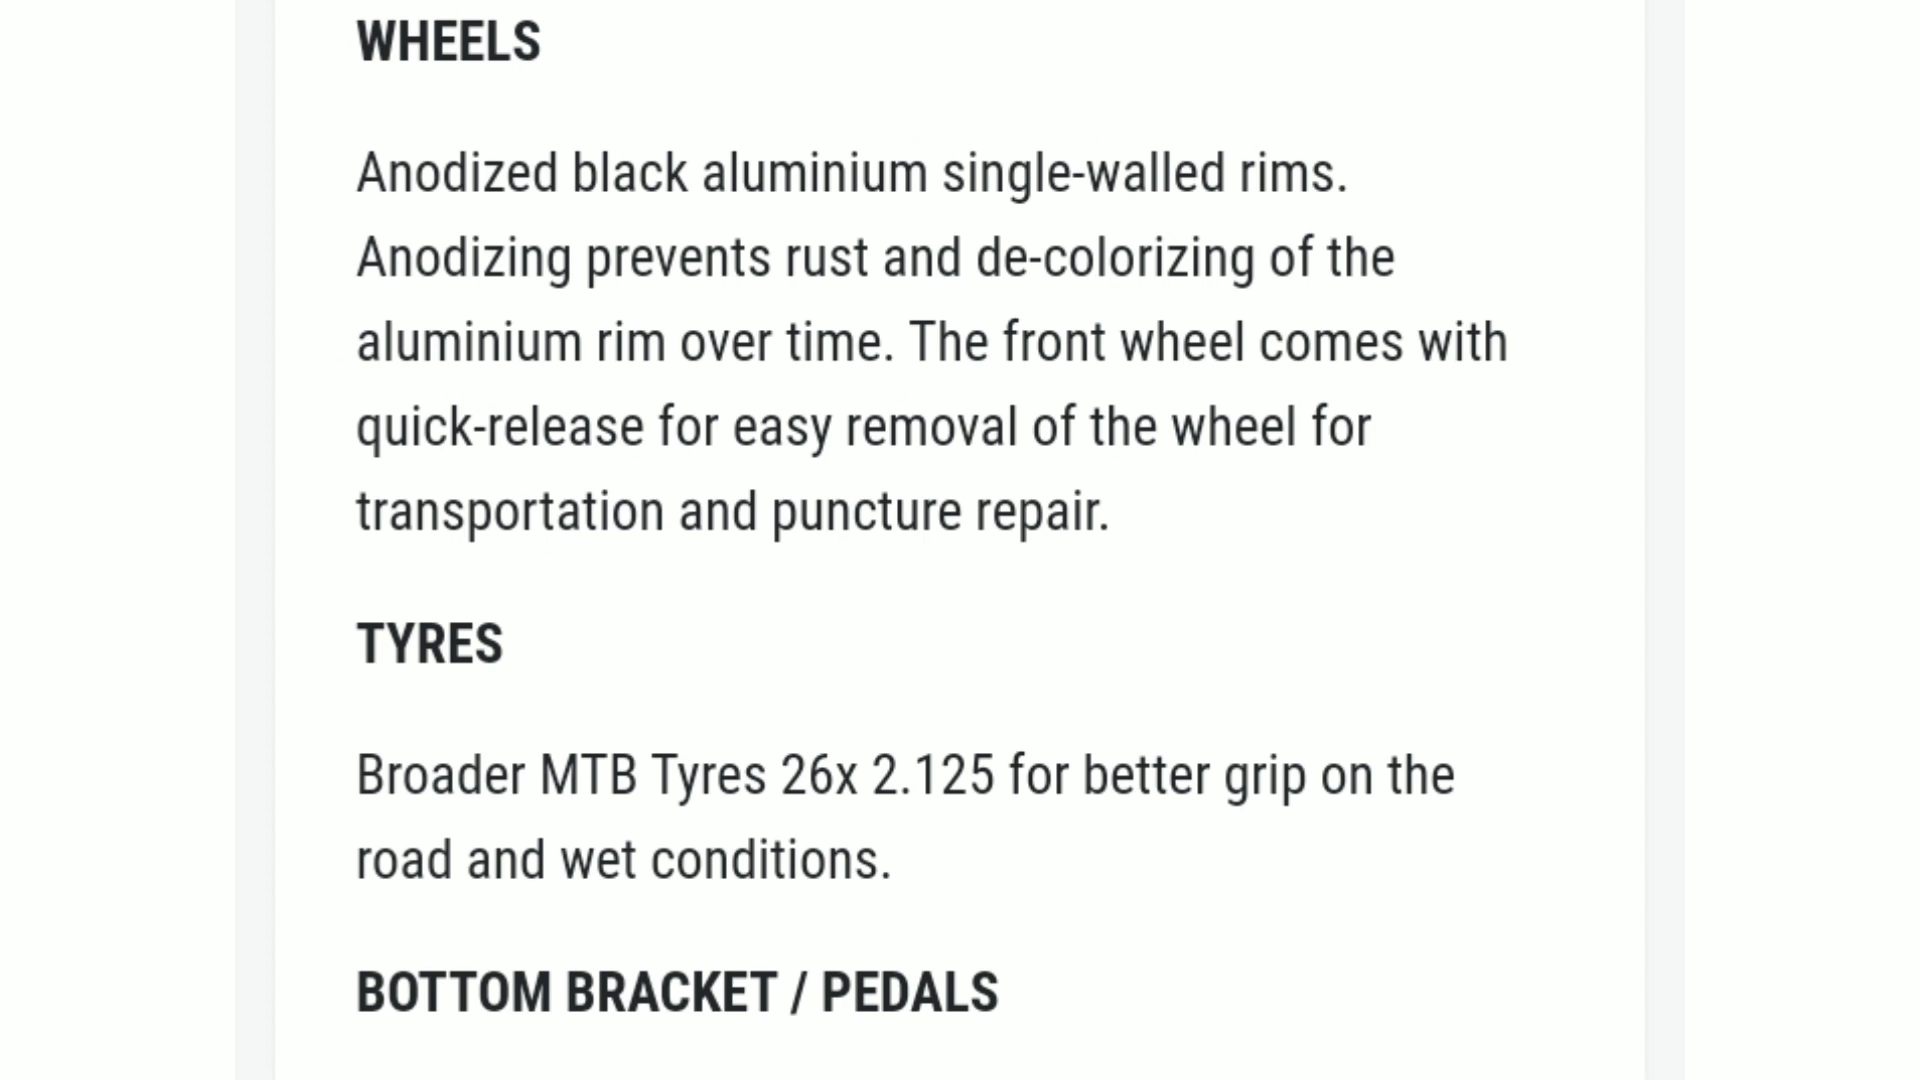 WHEELS
Anodized black aluminium single-walled rims.
Anodizing prevents rust and de-colorizing of the
aluminium rim over time. The front wheel comes with
quick-release for easy removal of the wheel for
transportation and puncture repair.
TYRES
Broader MTB Tyres 26x 2.125 for better grip on the
road and wet conditions.
BOTTOM BRACKET / PEDALS